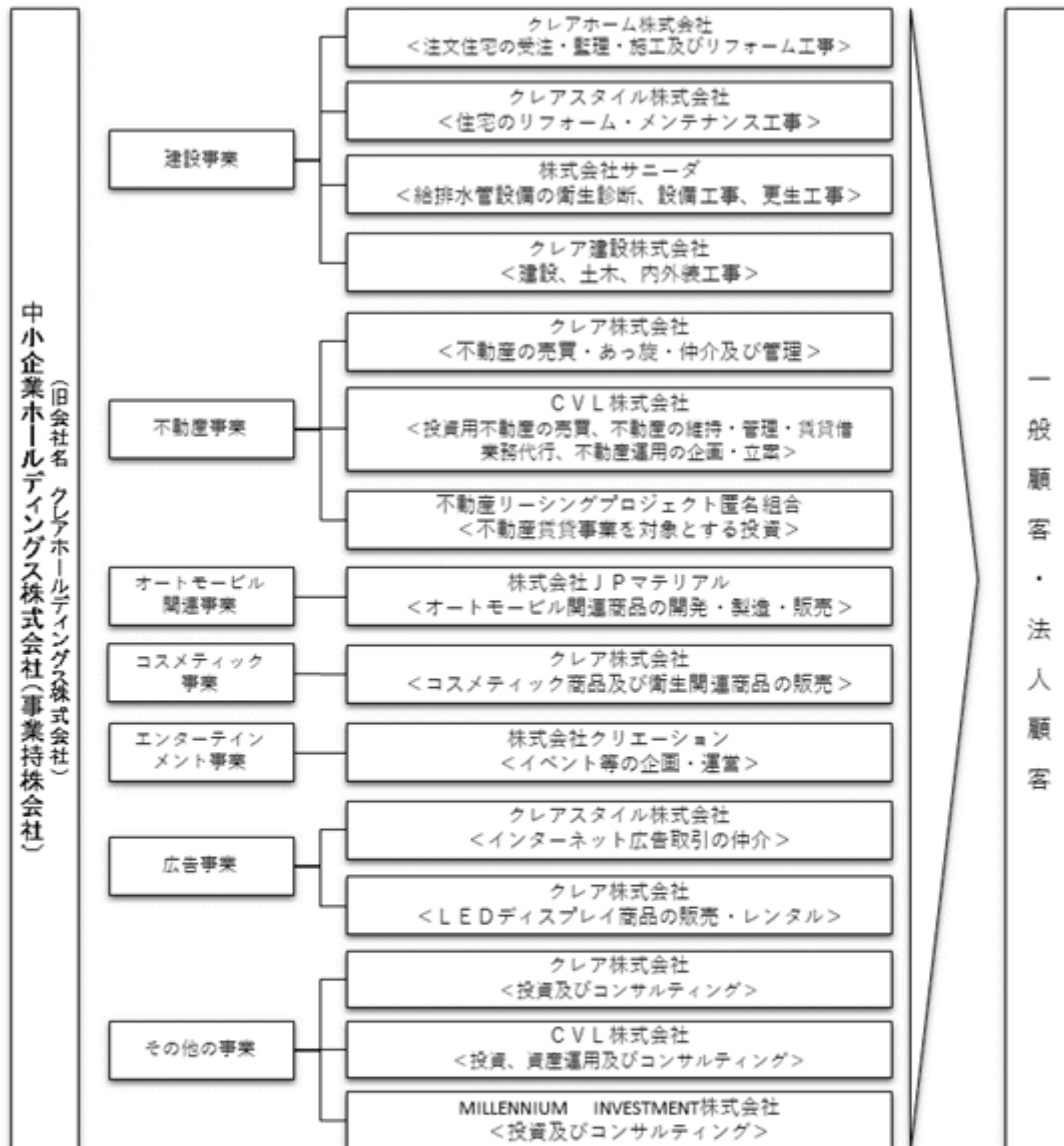 中小企業ホールディングス株式会社(事業持株会社)
(旧会社名 クレアホールディングス株式会社)
建設事業
クレアホーム株式会社
＜注文住宅の受注・監理・施工及びリフォーム工事＞
クレアスタイル株式会社
＜住宅のリフォーム・メンテナンス工事＞
株式会社サニーダ
＜給排水管設備の衛生診断、設備工事、更生工事＞
クレア建設株式会社
＜建設、土木、内外装工事＞
不動産事業
クレア株式会社
＜不動産の売買・あっ旋・仲介及び管理＞
ＣＶＬ株式会社
＜投資用不動産の売買、不動産の維持・管理・賃貸借
業務代行、不動産運用の企画・立案＞
不動産リーシングプロジェクト匿名組合
＜不動産賃貸事業を対象とする投資＞
オートモービル
関連事業
株式会社ＪＰマテリアル
＜オートモービル関連商品の開発・製造・販売＞
コスメティック
事業
クレア株式会社
＜コスメティック商品及び衛生関連商品の販売＞
エンターテイン
メント事業
株式会社クリエーション
＜イベント等の企画・運営＞
広告事業
クレアスタイル株式会社
＜インターネット広告取引の仲介＞
クレア株式会社
＜ＬＥＤディスプレイ商品の販売・レンタル＞
その他の事業
クレア株式会社
＜投資及びコンサルティング＞
ＣＶＬ株式会社
＜投資、資産運用及びコンサルティング＞
MILLENNIUM INVESTMENT株式会社
＜投資及びコンサルティング＞
一般顧客・法人顧客